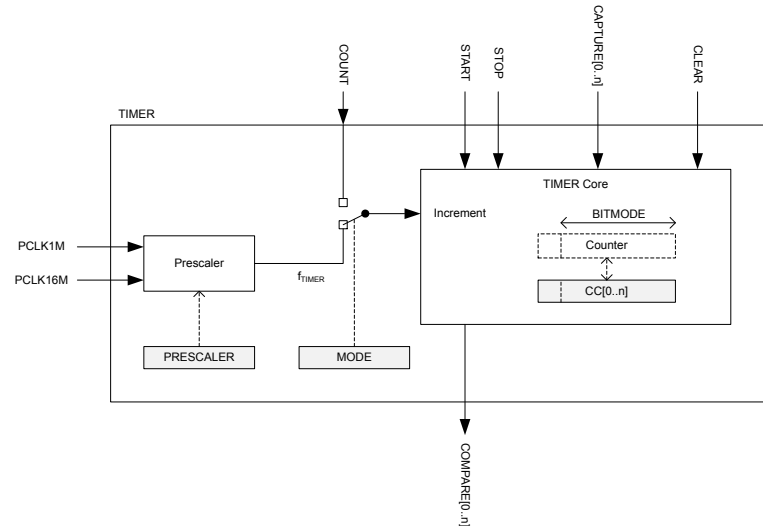 COUNT
START
STOP
CAPTURE[0..n]
CLEAR
TIMER
TIMER Core
Increment
BITMODE
Counter
CC[0..n]
PCLK1M
PCLK16M
Prescaler
fTIMER
PRESCALER
MODE
COMPARE[0..n]